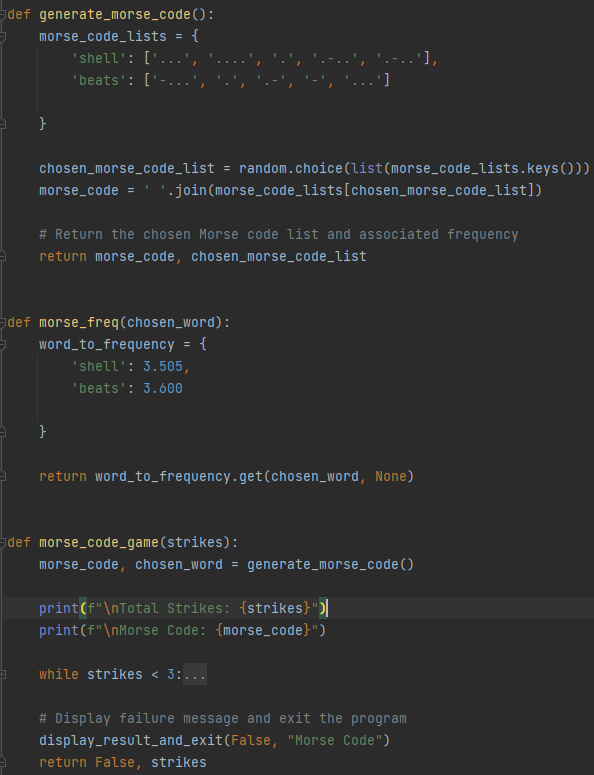 def generate_morse_code():
    morse_code_lists = {
        'shell': ['...', '....', '.', '.-..', '.-..'],
        'beats': ['-...', '.', '.-', '-', '...']
    }
    chosen_morse_code_list = random.choice(list(morse_code_lists.keys()))
    morse_code = ' '.join(morse_code_lists[chosen_morse_code_list])
    # Return the chosen Morse code list and associated frequency
    return morse_code, chosen_morse_code_list
def morse_freq(chosen_word):
    word_to_frequency = {
        'shell': 3.505,
        'beats': 3.600
    }
    return word_to_frequency.get(chosen_word, None)
def morse_code_game(strikes):
    morse_code, chosen_word = generate_morse_code()
    print(f"\nTotal Strikes: {strikes}")
    print(f"\nMorse Code: {morse_code}")
    while strikes < 3:...
    # Display failure message and exit the program
    display_result_and_exit(False, "Morse Code")
    return False, strikes